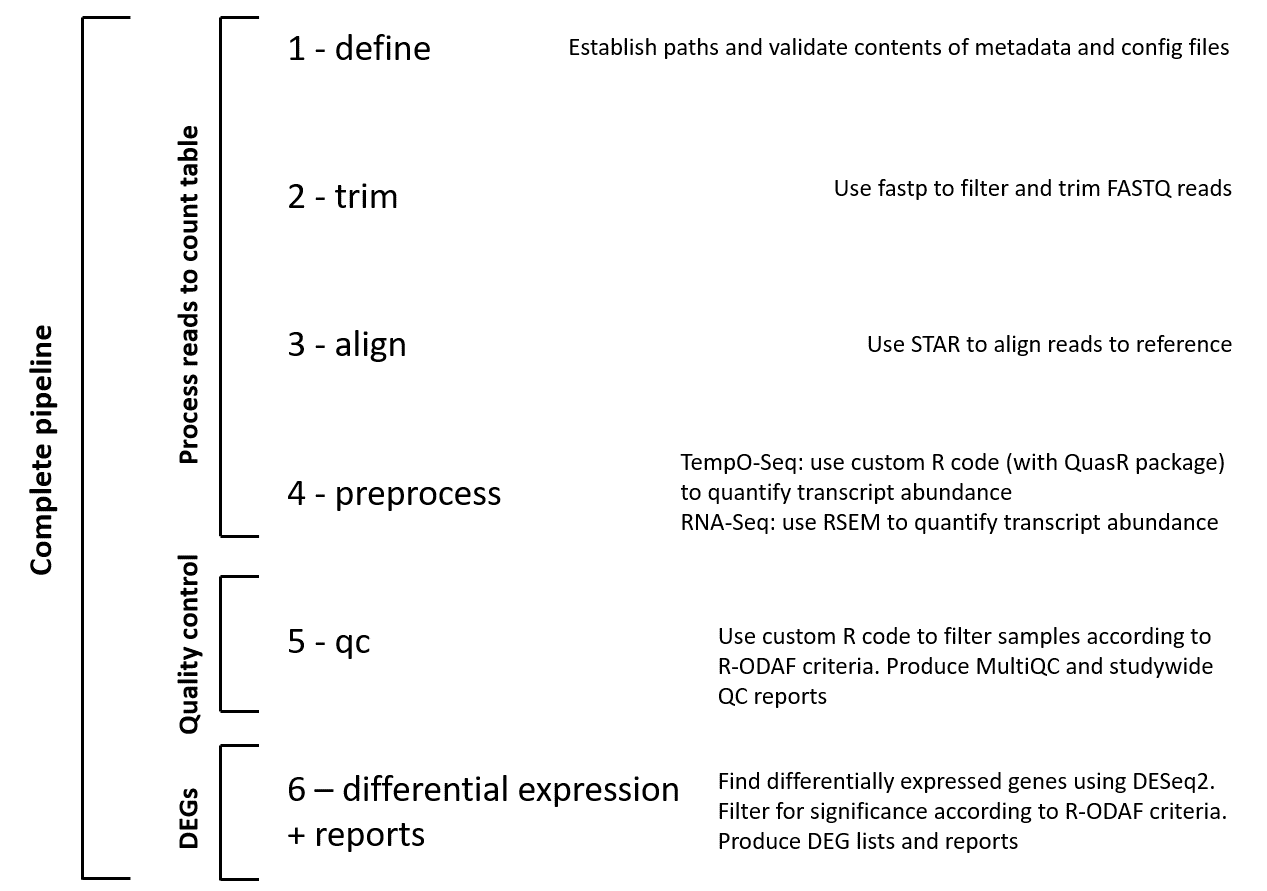 Complete pipeline
Process reads to count table
1 - define
Establish paths and validate contents of metadata and config files
2 - trim
Use fastp to filter and trim FASTQ reads
3 - align
Use STAR to align reads to reference
4 - preprocess
TempO-Seq: use custom R code (with QuasR package)
to quantify transcript abundance
RNA-Seq: use RSEM to quantify transcript abundance
Quality control
5 - qc
Use custom R code to filter samples according to
R-ODAF criteria. Produce MultiQC and studywide
QC reports
DEGs
6 – differential expression
+ reports
Find differentially expressed genes using DESeq2.
Filter for significance according to R-ODAF criteria.
Produce DEG lists and reports